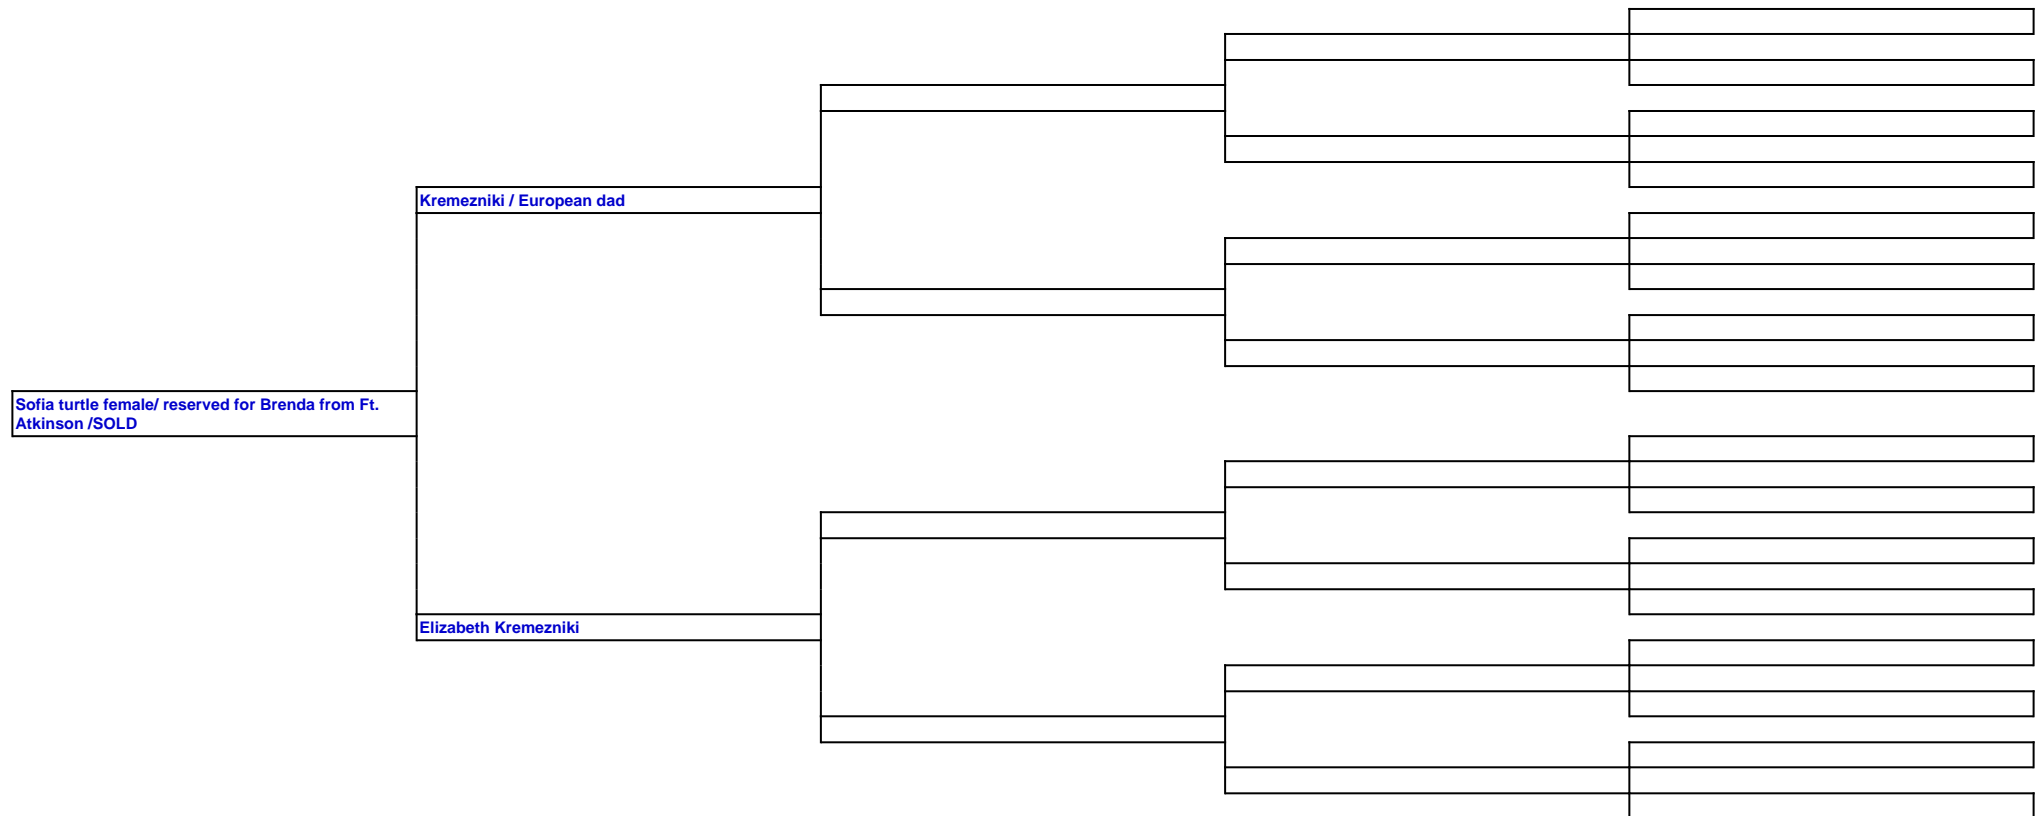 Kremezniki / European dad
Sofia turtle female/ reserved for Brenda from Ft.
Atkinson /SOLD
Elizabeth Kremezniki